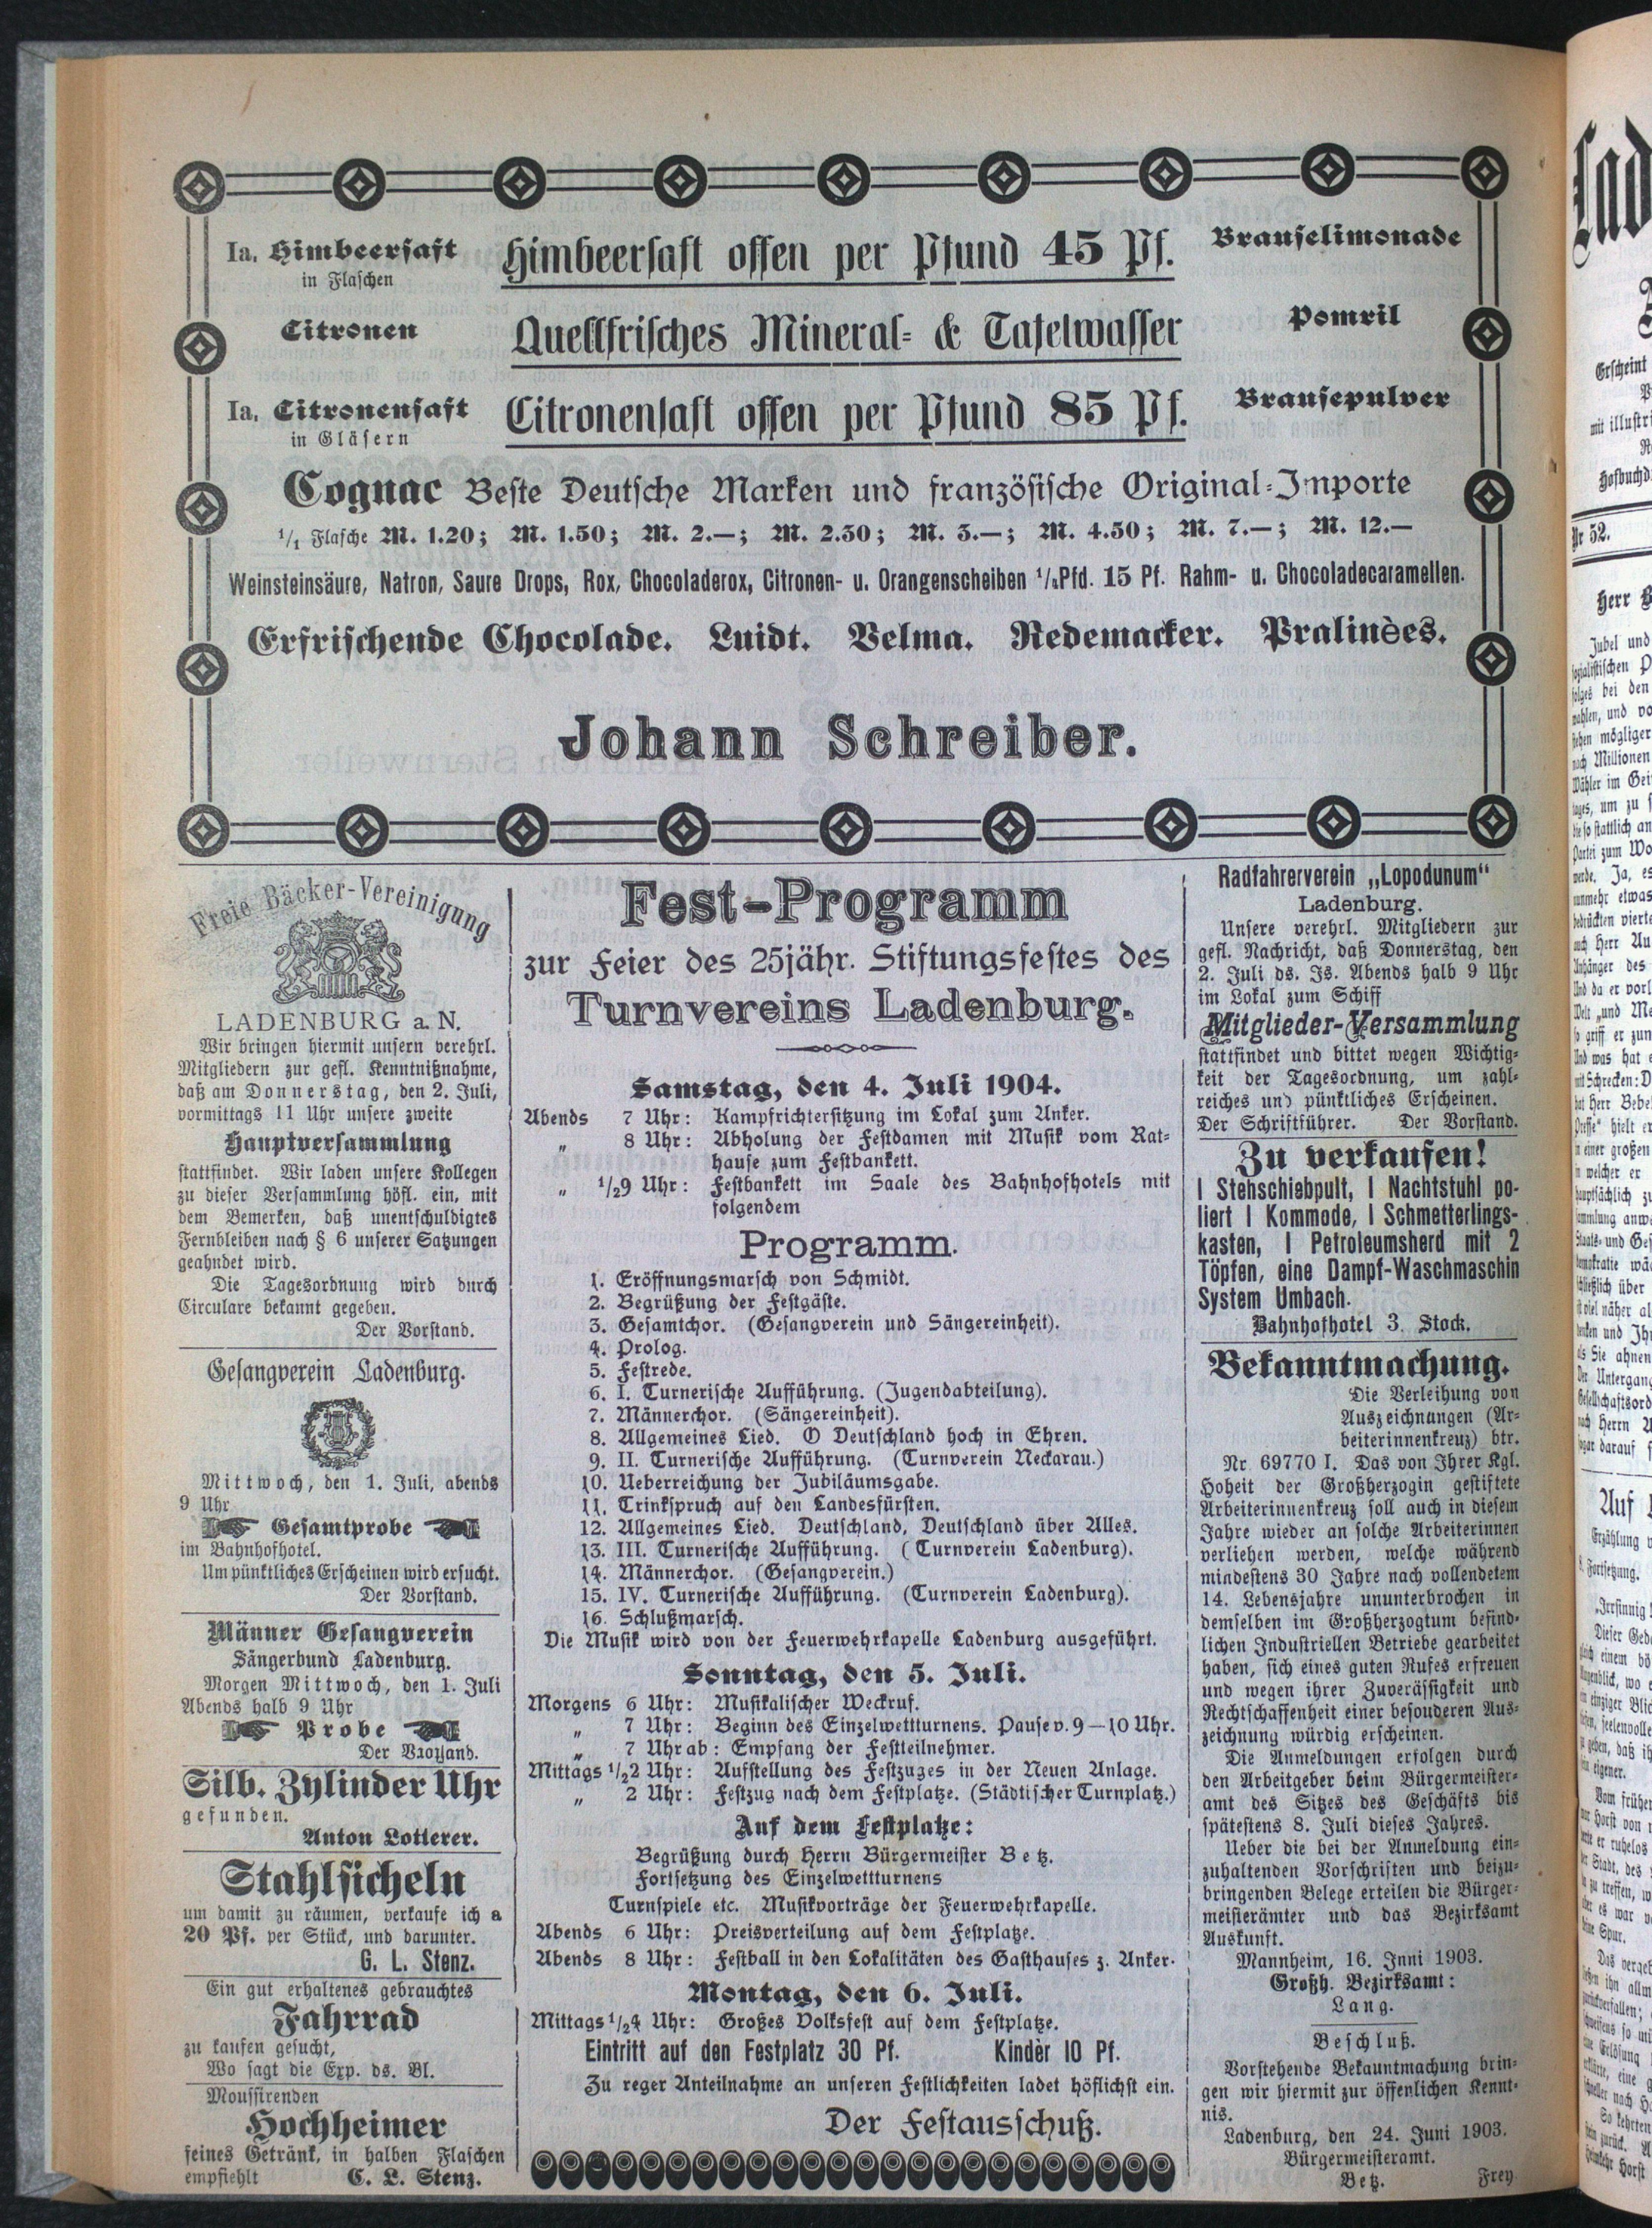 Ia. Himbeersaft
in Flaschen
Himbeersaft offen per Pfund 45 Pf.
Brauselimonade
Citronen
Quellfrisches Mineral- & Tafelwasser
Pomril
Ia. Citronensaft
in Gläsern
Citronensaft offen per Pfund 85 Pf.
Brausepulver
Cognac Beste Deutsche Marken und französische Original-Importe
1/1 Flasche M. 1.20; M. 1.50; M. 2.—; M. 2.50; M. 3.—; M. 4.50; M. 7.—; M. 12.—
Weinsteinsäure, Natron, Saure Drops, Rox, Chocoladerox, Citronen- u. Orangenscheiben 1/4Pfd. 15 Pf. Rahm- u. Chocoladecaramellen.
Erfrischende Chocolade. Luidt. Velma. Redemacker. Pralinèes.
Johann Schreiber.
Freie Bäcker-Vereinigung
LADENBURG a. N.
Wir bringen hiermit unsern verehrl.
Mitgliedern zur gefl. Kenntnißnahme,
daß am Donnerstag, den 2. Juli,
vormittags 11 Uhr unsere zweite
Hauptversammlung
stattfindet. Wir laden unsere Kollegen
zu dieser Versammlung höfl. ein, mit
dem Bemerken, daß unentschuldigtes
Fernbleiben nach § 6 unserer Satzungen
geahndet wird.
Die Tagesordnung wird durch
Circulare bekannt gegeben.
Der Vorstand.
Gesangverein Ladenburg.
Mittwoch, den 1. Juli, abends
9 Uhr
Gesamtprobe
im Bahnhofhotel.
Um pünktliches Erscheinen wird ersucht.
Der Vorstand.
Männer Gesangverein
Sängerbund Ladenburg.
Morgen Mittwoch, den 1. Juli
Abends halb 9 Uhr
Probe
Der
Silb. Zylinder Uhr
gefunden.
Anton Lotterer.
Stahlsicheln
um damit zu räumen, verkaufe ich a
20 Pf. per Stück, und darunter.
G. L. Stenz.
Ein gut erhaltenes gebrauchtes
Fahrrad
zu kaufen gesucht,
Wo sagt die Exp. ds. Bl.
Moussirenden
Hochheimer
feines Getränk, in halben Flaschen
empfiehlt C. L. Stenz.
Fest-Programm
zur Feier des 25jähr. Stiftungsfestes des
Turnvereins Ladenburg.
Samstag, den 4. Juli 1904.
Abends 7 Uhr: Kampfrichtersitzung im Lokal zum Anker.
„ 8 Uhr: Abholung der Festdamen mit Musik vom Rat-
hause zum Festbankett.
„ 1/29 Uhr: Festbankett im Saale des Bahnhofhotels mit
folgendem
Programm.
1. Eröffnungsmarsch von Schmidt.
2. Begrüßung der Festgäste.
3. Gesamtchor. (Gesangverein und Sängereinheit).
4. Prolog.
5. Festrede.
6. I. Turnerische Aufführung. (Jugendabteilung).
7. Männerchor. (Sängereinheit).
8. Allgemeines Lied. O Deutschland hoch in Ehren.
9. II. Turnerische Aufführung. (Turnverein Neckarau.)
10. Ueberreichung der Jubiläumsgabe.
11. Trinkspruch auf den Landesfürsten.
12. Allgemeines Lied. Deutschland, Deutschland über Alles.
13. III. Turnerische Aufführung. (Turnverein Ladenburg).
14. Männerchor. (Gesangverein.)
15. IV. Turnerische Aufführung. (Turnverein Ladenburg).
16. Schlußmarsch.
Die Musik wird von der Feuerwehrkapelle Ladenburg ausgeführt.
Sonntag, den 5. Juli.
Morgens 6 Uhr: Musikalischer Weckruf.
„ 7 Uhr: Beginn des Einzelwettturnens. Pause v. 9—10 Uhr.
„ 7 Uhr ab: Empfang der Festteilnehmer.
Mittags 1/22 Uhr: Aufstellung des Festzuges in der Neuen Anlage.
„ 2 Uhr: Festzug nach dem Festplatze. (Städtischer Turnplatz.)
Auf dem Festplatze:
Begrüßung durch Herrn Bürgermeister Betz.
Fortsetzung des Einzelwettturnens
Turnspiele etc. Musikvorträge der Feuerwehrkapelle.
Abends 6 Uhr: Preisverteilung auf dem Festplatze.
Abends 8 Uhr: Festball in den Lokalitäten des Gasthauses z. Anker.
Montag, den 6. Juli.
Mittags 1/24 Uhr: Großes Volksfest auf dem Festplatze.
Eintritt auf den Festplatz 30 Pf. Kindèr 10 Pf.
Zu reger Anteilnahme an unseren Festlichkeiten ladet höflichst ein.
Der Festausschuß.
Radfahrerverein „Lopodunum“
Ladenburg.
Unsere verehrl. Mitgliedern zur
gefl. Nachricht, daß Donnerstag, den
2. Juli ds. Js. Abends halb 9 Uhr
im Lokal zum Schiff
Mitglieder-Versammlung
stattfindet und bittet wegen Wichtig-
keit der Tagesordnung, um zahl-
reiches und pünktliches Erscheinen.
Der Schriftführer. Der Vorstand.
Zu verkaufen!
1 Stehschiebpult, 1 Nachtstuhl po-
liert 1 Kommode, 1 Schmetterlings-
kasten, 1 Petroleumsherd mit 2
Töpfen, eine Dampf-Waschmaschin
System Umbach.
Bahnhofhotel 3. Stock.
Bekanntmachung.
Die Verleihung von
Auszeichnungen (Ar-
beiterinnenkreuz) btr.
Nr. 69770 I. Das von Ihrer Kgl.
Hoheit der Großherzogin gestiftete
Arbeiterinnenkreuz soll auch in diesem
Jahre wieder an solche Arbeiterinnen
verliehen werden, welche während
mindestens 30 Jahre nach vollendetem
14. Lebensjahre ununterbrochen in
demselben im Großherzogtum befind-
lichen Industriellen Betriebe gearbeitet
haben, sich eines guten Rufes erfreuen
und wegen ihrer Zuverässigkeit und
Rechtschaffenheit einer besouderen Aus-
zeichnung würdig erscheinen.
Die Anmeldungen erfolgen durch
den Arbeitgeber beim Bürgermeister-
amt des Sitzes des Geschäfts bis
spätestens 8. Juli dieses Jahres.
Ueber die bei der Anmeldung ein-
zuhaltenden Vorschriften und beizu-
bringenden Belege erteilen die Bürger-
meisterämter und das Bezirksamt
Auskunft.
Mannheim, 16. Inni 1903.
Großh. Bezirksamt:
Lang.
Beschluß.
Vorstehende Bekauntmachung brin-
gen wir hiermit zur öffenlichen Kennt-
nis.
Ladenburg, den 24. Juni 1903.
Bürgermeisteramt.
Betz. Frey
Lad
Erscheint
mit illustri
Hofbuchd
Nr 52.
Herr B
Jubel und